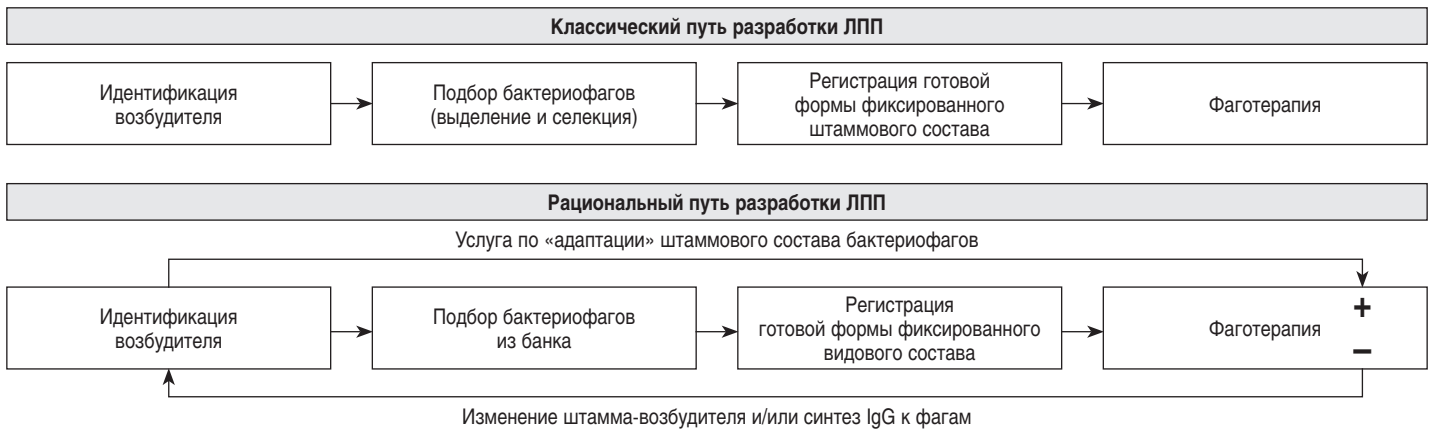 Классический путь разработки ЛПП
Идентификация
возбудителя
Подбор бактериофагов
(выделение и селекция)
Регистрация готовой
формы фиксированного
штаммового состава
Фаготерапия
Рациональный путь разработки ЛПП
Услуга по «адаптации» штаммового состава бактериофагов
Идентификация
возбудителя
Подбор бактериофагов
из банка
Регистрация
готовой формы фиксированного
видового состава
Фаготерапия
+
−
Изменение штамма-возбудителя и/или синтез IgG к фагам